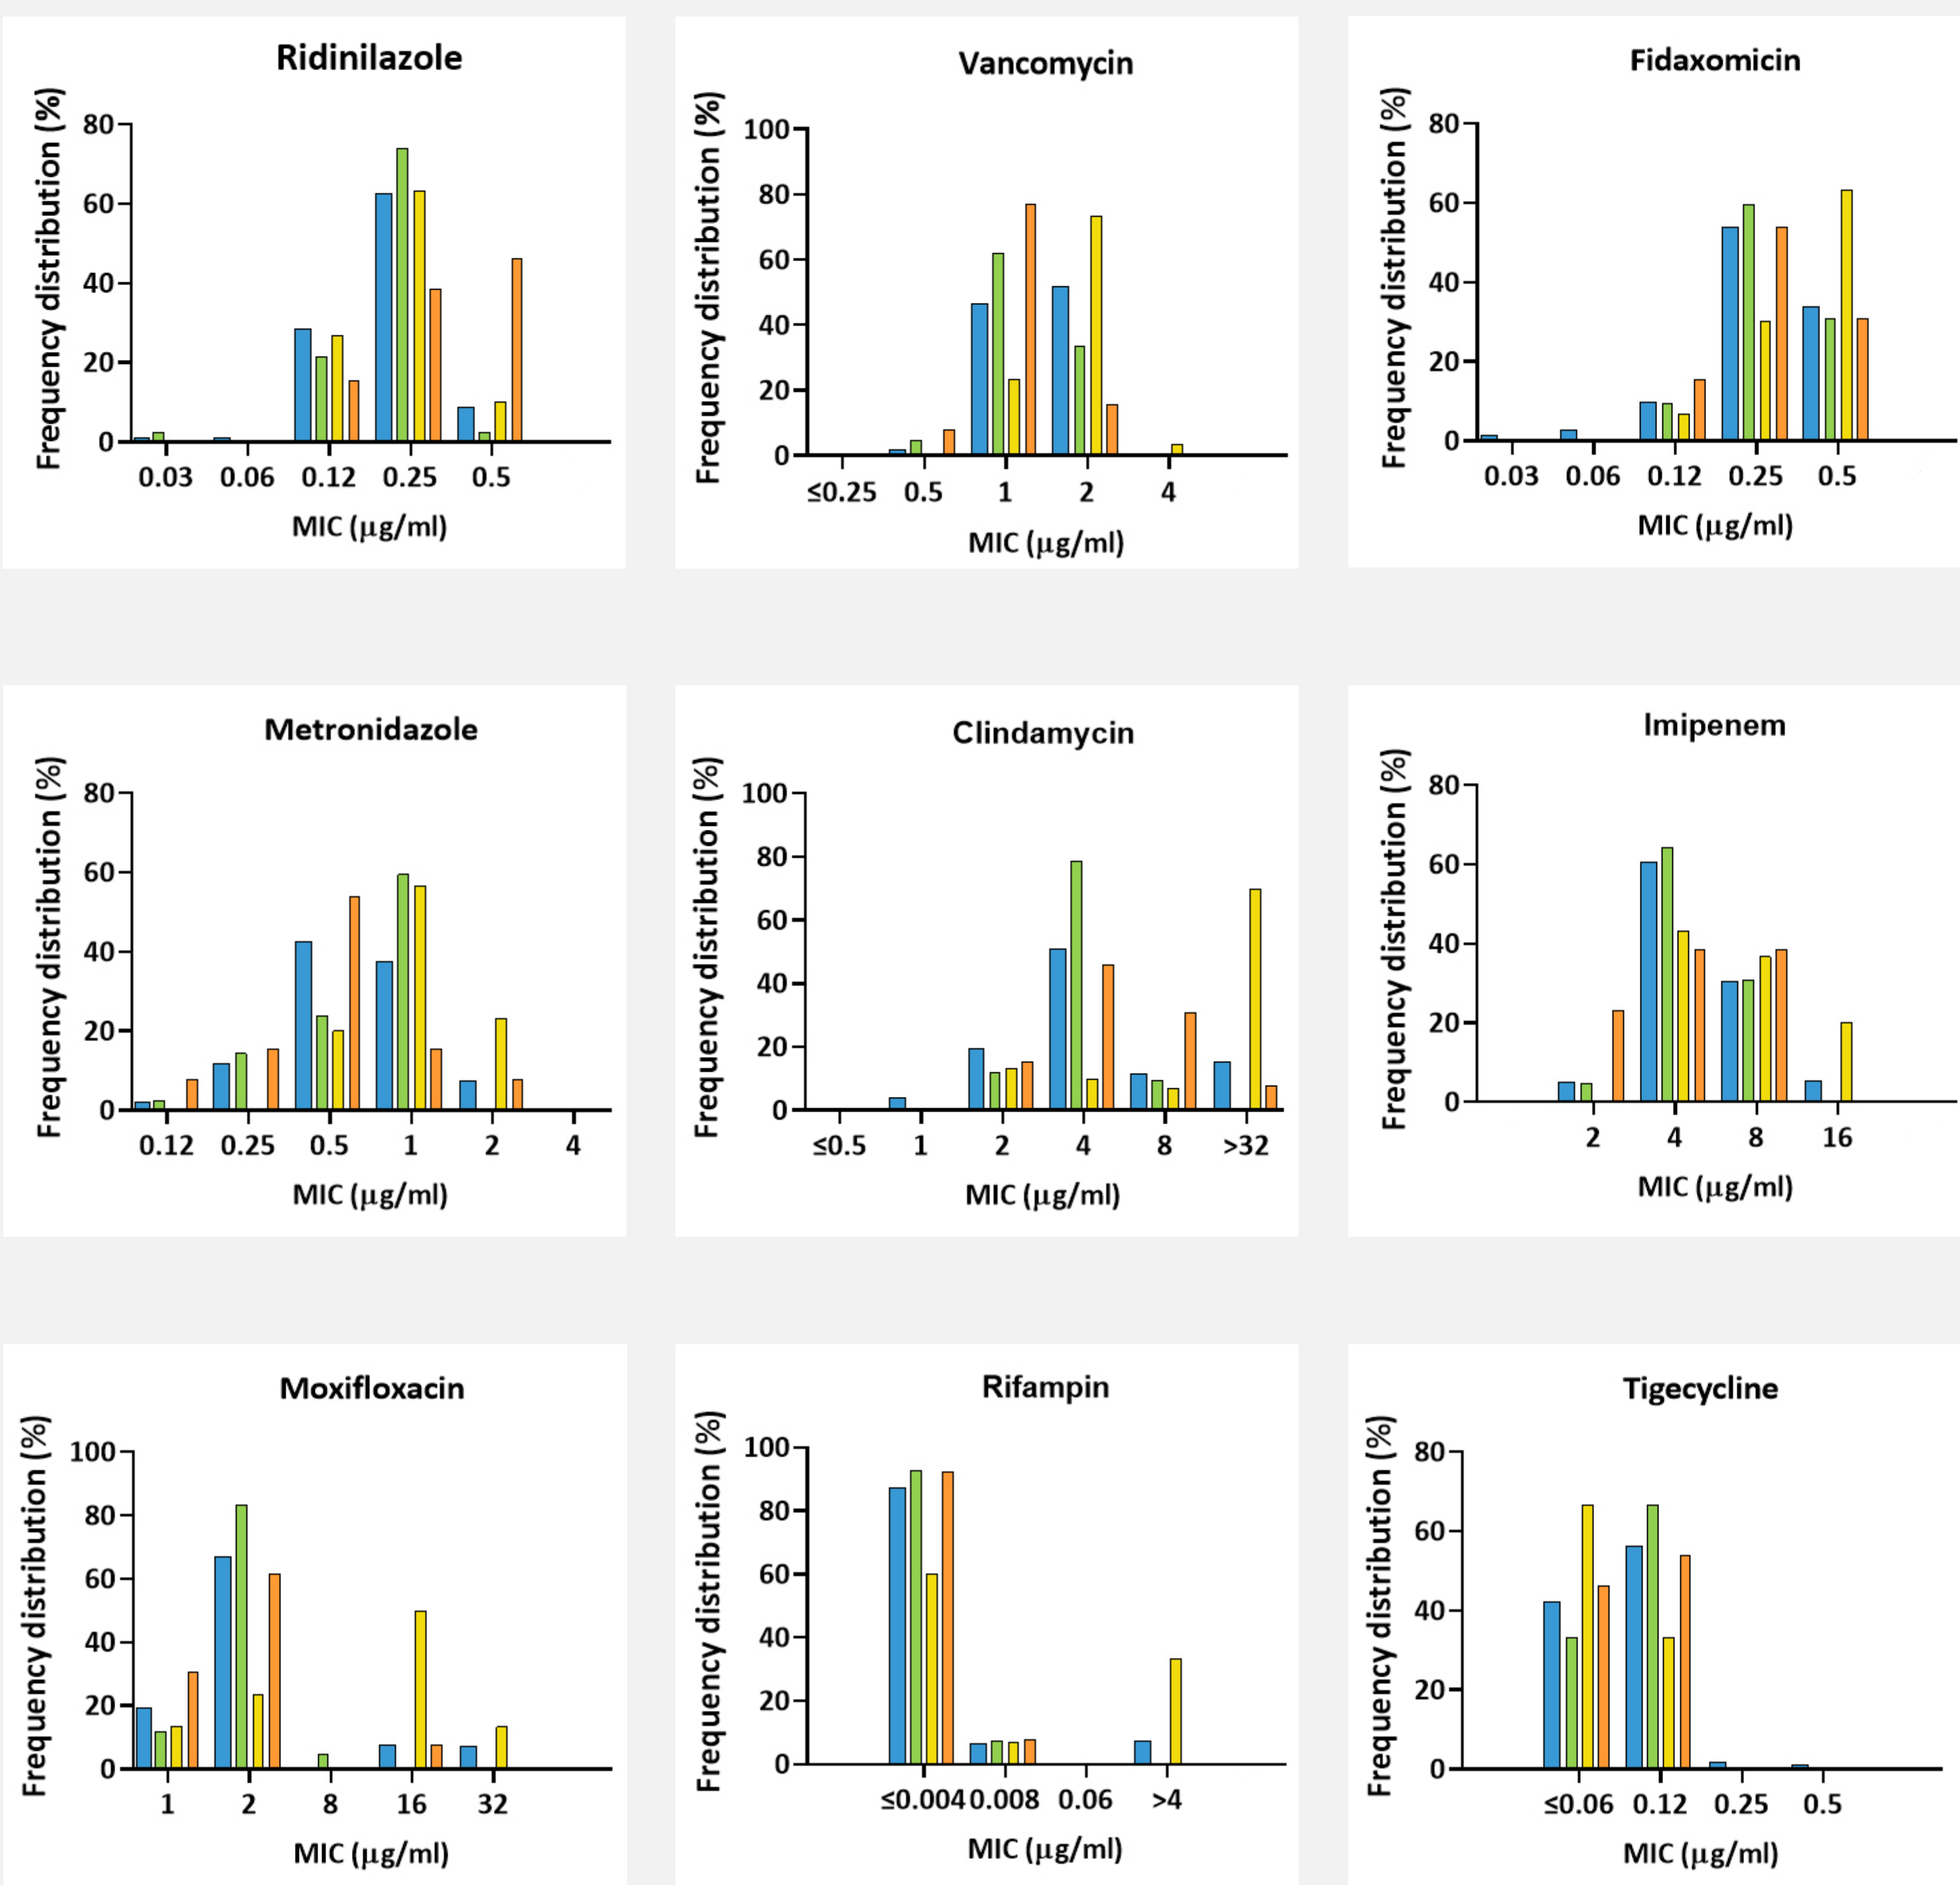 Ridinilazole
Frequency distribution (%)
80
60
40
20
0
0.03 0.06 0.12 0.25 0.5
MIC (µg/ml)
Vancomycin
Frequency distribution (%)
100
80
60
40
20
0
≤0.25 0.5 1 2 4
MIC (µg/ml)
Fidaxomicin
Frequency distribution (%)
80
60
40
20
0
0.03 0.06 0.12 0.25 0.5
MIC (µg/ml)
Metronidazole
Frequency distribution (%)
80
60
40
20
0
0.12 0.25 0.5 1 2 4
MIC (µg/ml)
Clindamycin
Frequency distribution (%)
100
80
60
40
20
0
≤0.5 1 2 4 8 >32
MIC (µg/ml)
Imipenem
Frequency distribution (%)
80
60
40
20
0
2 4 8 16
MIC (µg/ml)
Moxifloxacin
Frequency distribution (%)
100
80
60
40
20
0
1 2 8 16 32
MIC (µg/ml)
Rifampin
Frequency distribution (%)
100
80
60
40
20
0
≤0.004 0.008 0.06 >4
MIC (µg/ml)
Tigecycline
Frequency distribution (%)
80
60
40
20
0
≤0.06 0.12 0.25 0.5
MIC (µg/ml)